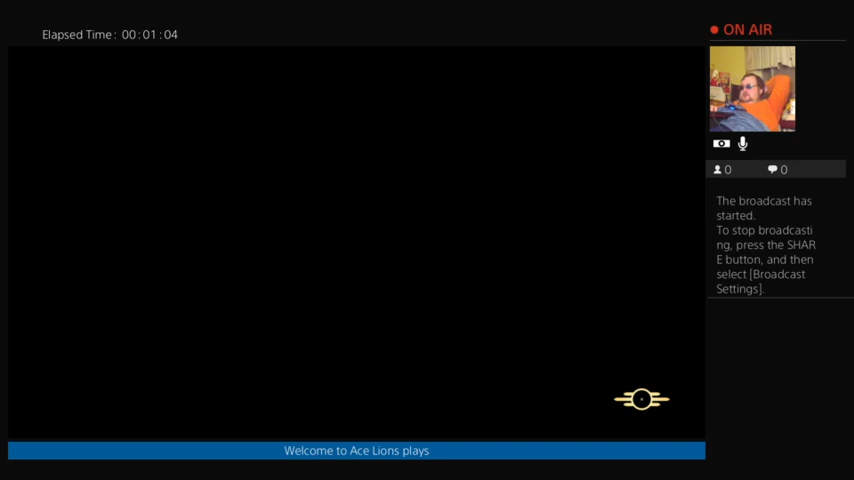 Elapsed Time: 00:01:04
ON AIR
0
0
The broadcast has
started.
To stop broadcasti
ng, press the SHAR
E button, and then
select [Broadcast
Settings].
Welcome to Ace Lions plays